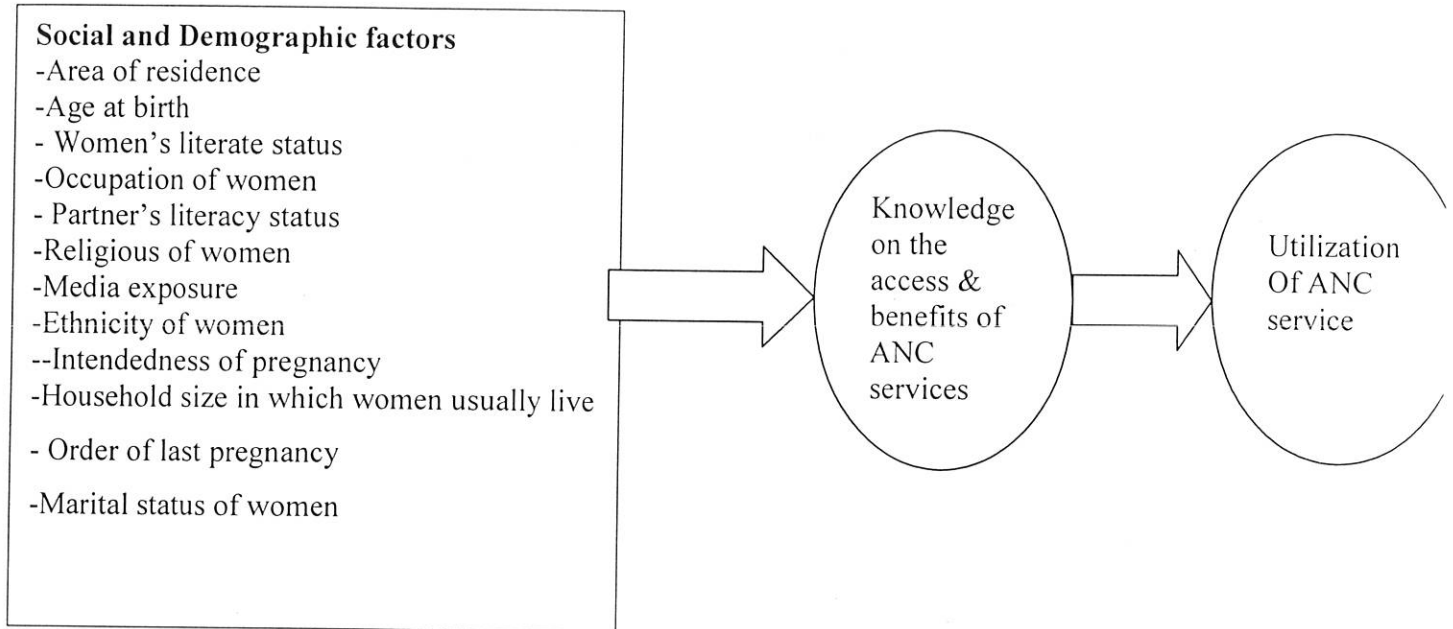 Social and Demographic factors
-Area of residence
-Age at birth
- Women's literate status
-Occupation of women
- Partner's literacy status
-Religious of women
-Media exposure
-Ethnicity of women
--Intendedness of pregnancy
-Household size in which women usually live
- Order of last pregnancy
-Marital status of women
Knowledge
on the
access &
benefits of
ANC
services
Utilization
Of ANC
service